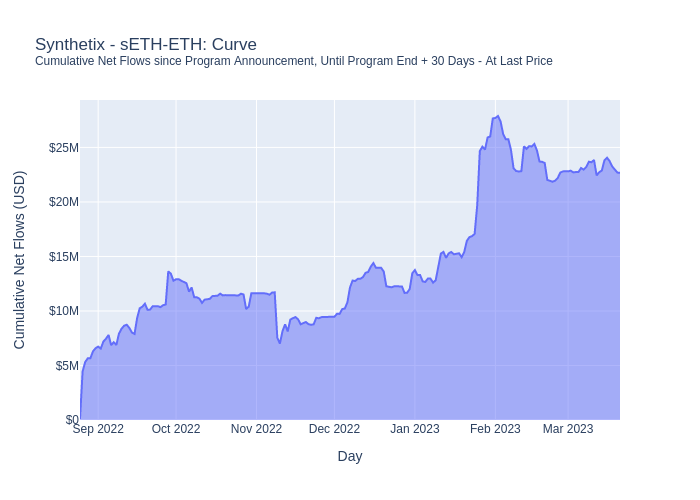 Synthetix - sETH-ETH: Curve
Cumulative Net Flows since Program Announcement, Until Program End + 30 Days - At Last Price
Cumulative Net Flows (USD)
$25M
$20M
$15M
$10M
$5M
$0
Sep 2022 Oct 2022 Nov 2022 Dec 2022 Jan 2023 Feb 2023 Mar 2023
Day